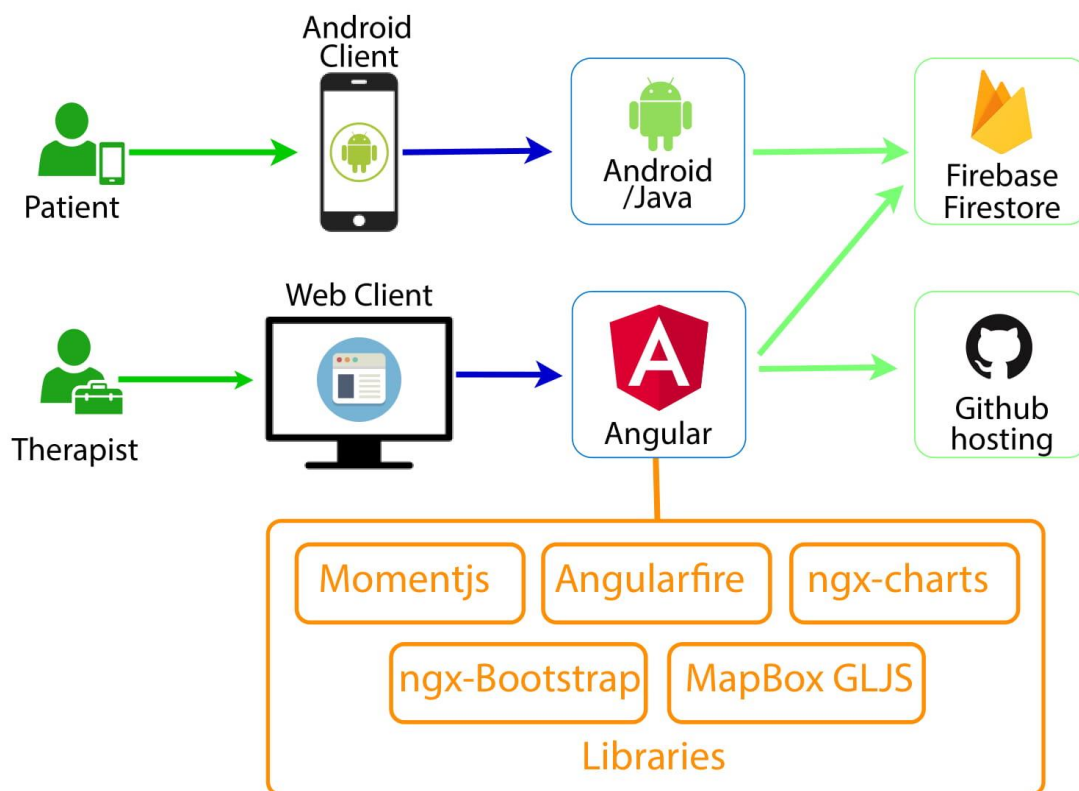 Android
Client
Patient
Android
/Java
Firebase
Firestore
Web Client
Therapist
Angular
Github
hosting
Momentjs
Angularfire
ngx-charts
ngx-Bootstrap
MapBox GLJS
Libraries